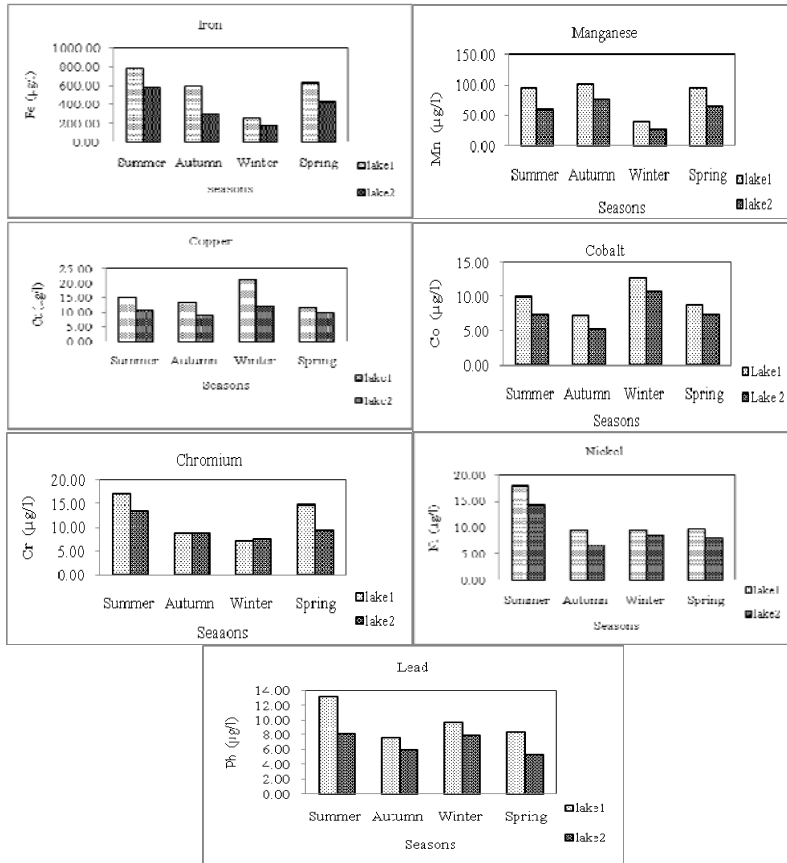 Iron
Fe (µg/l)
1000.00
800.00
600.00
400.00
200.00
0.00
Summer Autumn Winter Spring
seasons
lake1
lake2
Manganese
Mn (µg/l)
150.00
100.00
50.00
0.00
Summer Autumn Winter Spring
Seasons
lake1
lake2
Copper
(µg/l)
25.00
20.00
15.00
10.00
5.00
0.00
Summer Autumn Winter Spring
Seasons
lake1
lake2
Cobalt
Co (µg/l)
15.00
10.00
5.00
0.00
Summer Autumn Winter Spring
Seasons
Lake1
Lake 2
Chromium
Cr (µg/l)
20.00
15.00
10.00
5.00
0.00
Summer Autumn Winter Spring
Seaaons
lake1
lake2
Nickel
(µg/l)
20.00
15.00
10.00
5.00
0.00
Summer Autumn Winter Spring
Seasons
lake1
lake2
Lead
(µg/l)
14.00
12.00
10.00
8.00
6.00
4.00
2.00
0.00
Summer Autumn Winter Spring
Seasons
lake1
lake2